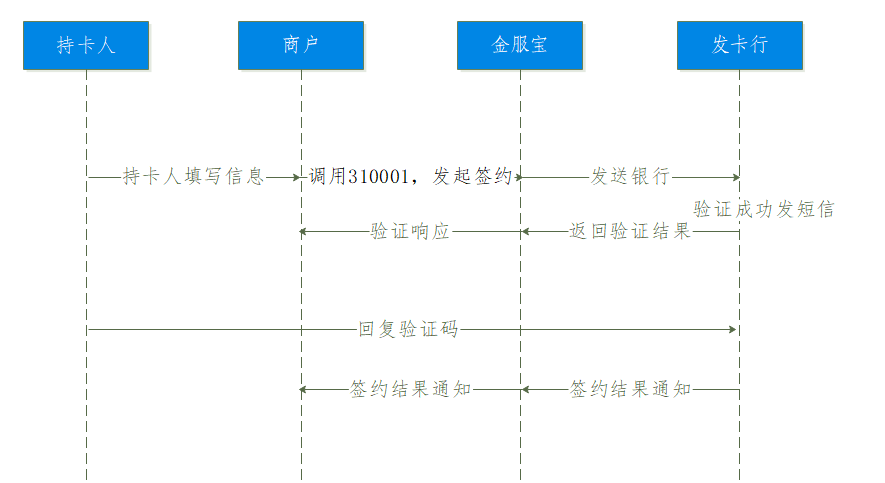 持卡人
商户
金服宝
发卡行
持卡人填写信息
调用310001，发起签约
发送银行
验证成功发短信
验证响应
返回验证结果
回复验证码
签约结果通知
签约结果通知